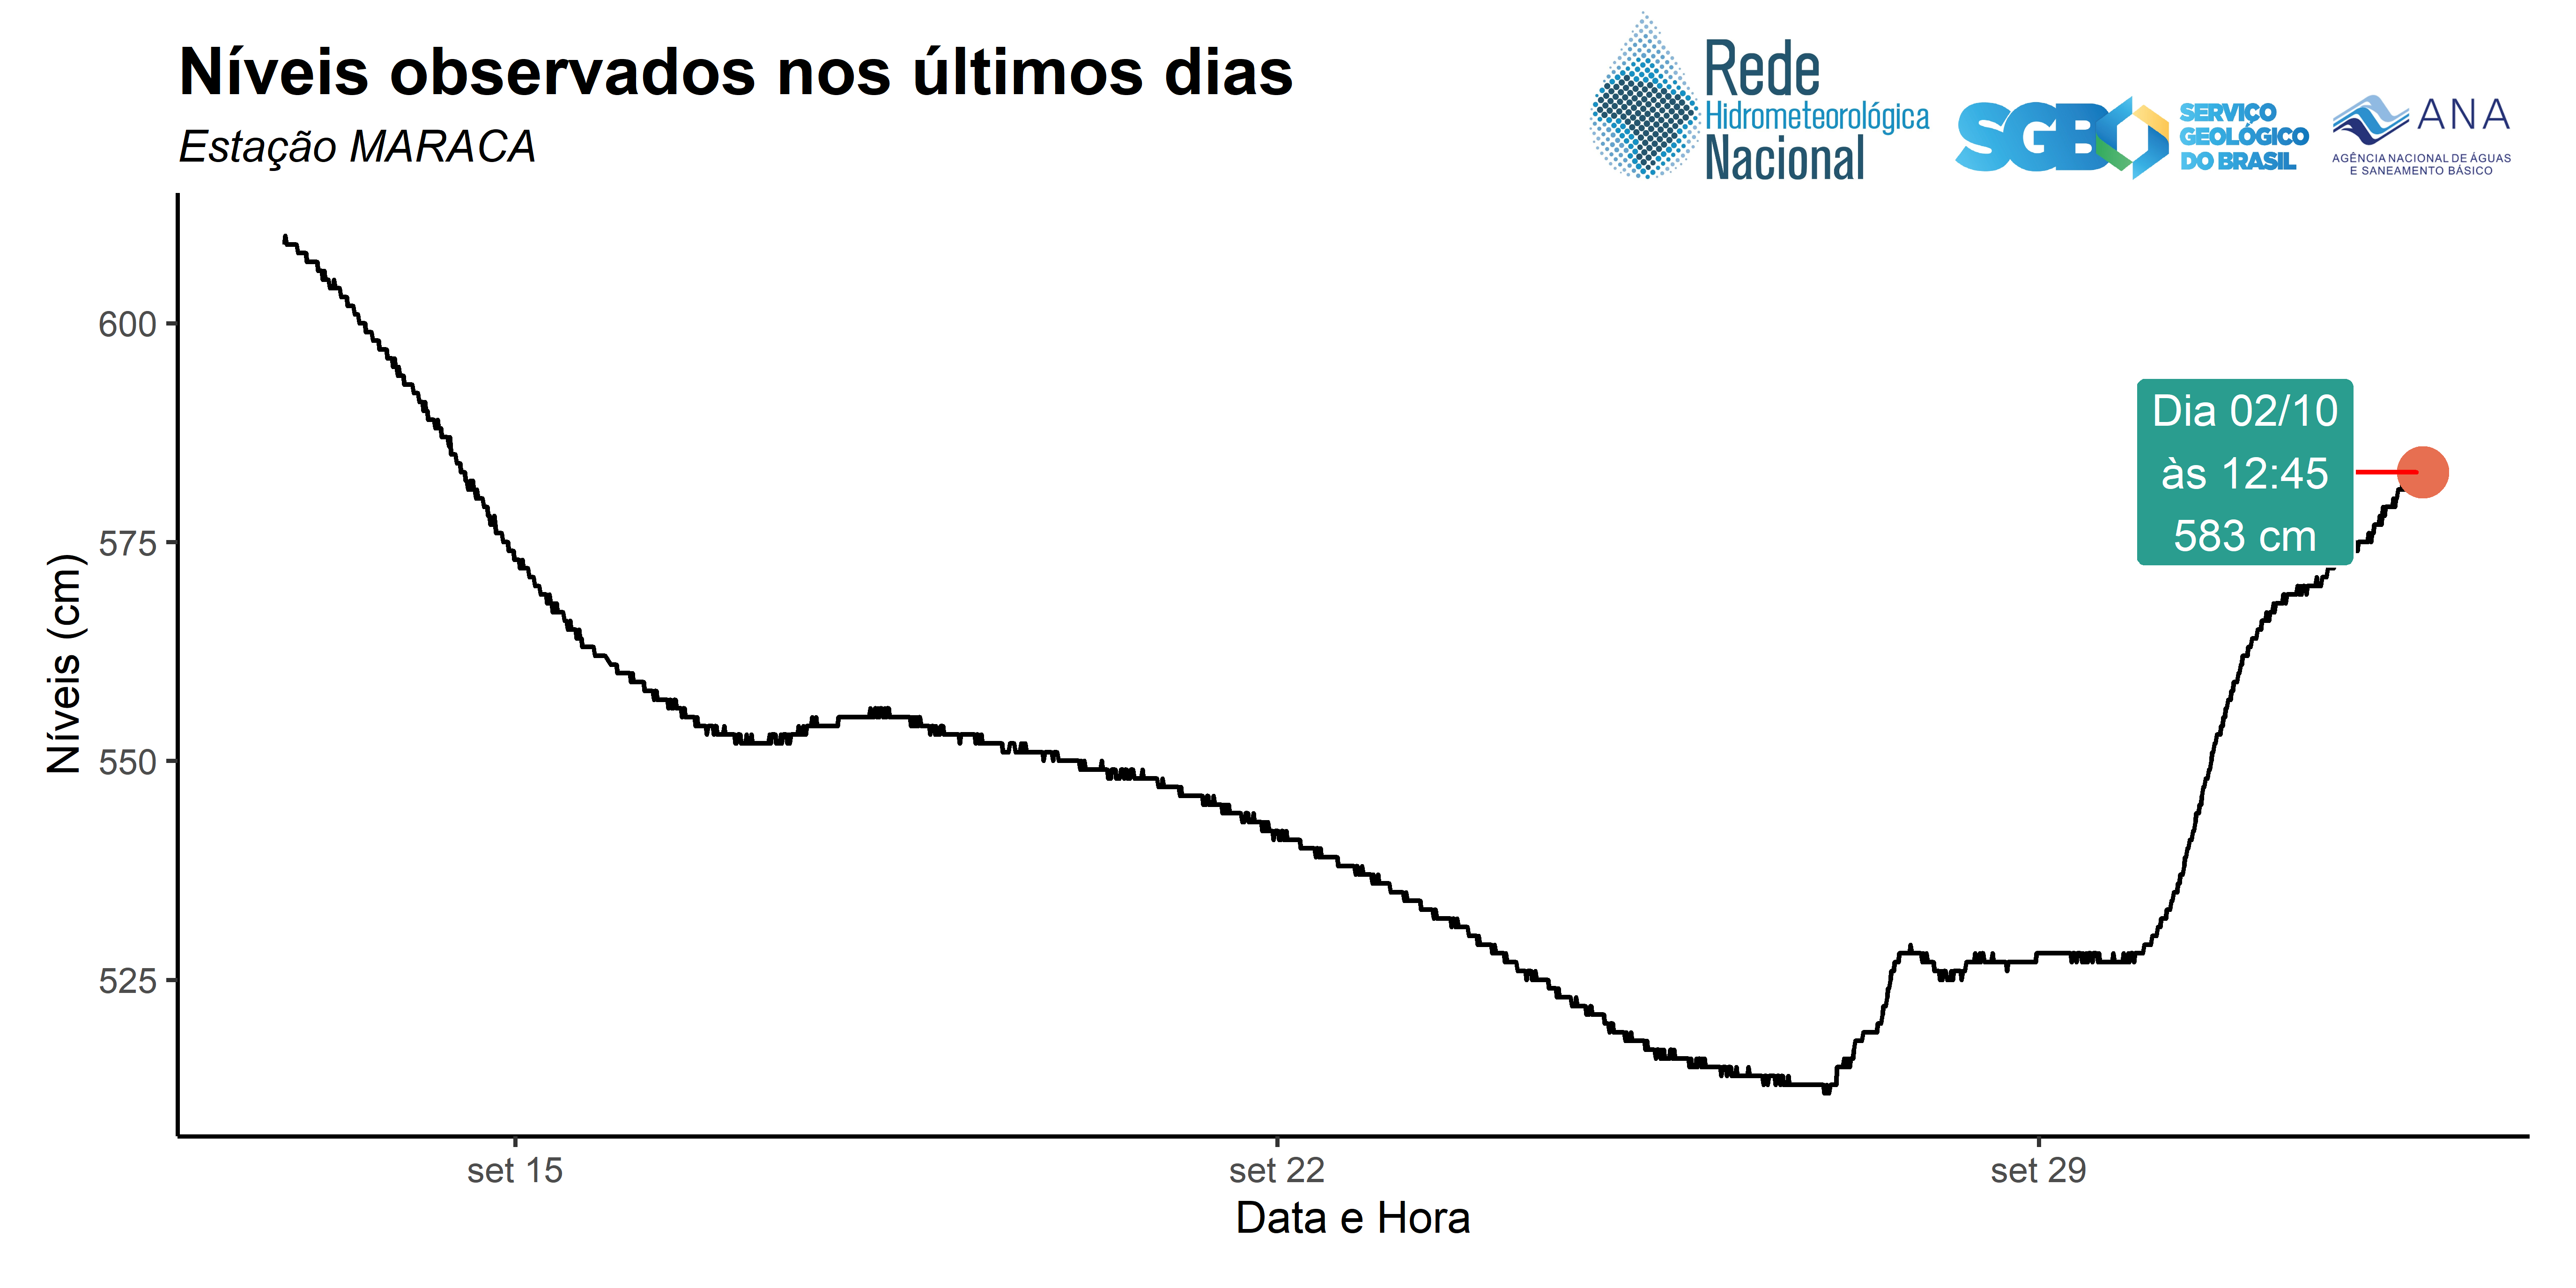 Níveis observados nos últimos dias
Estação MARACA
Rede
Hidrometeorológica
Nacional
SGB
SERVIÇO
GEOLÓGICO
DO BRASIL
ANA
AGÊNCIA NACIONAL DE ÁGUAS
E SANEAMENTO BÁSICO
Níveis (cm)
600
575
550
525
Dia 02/10
às 12:45
583 cm
set 15
set 22
set 29
Data e Hora